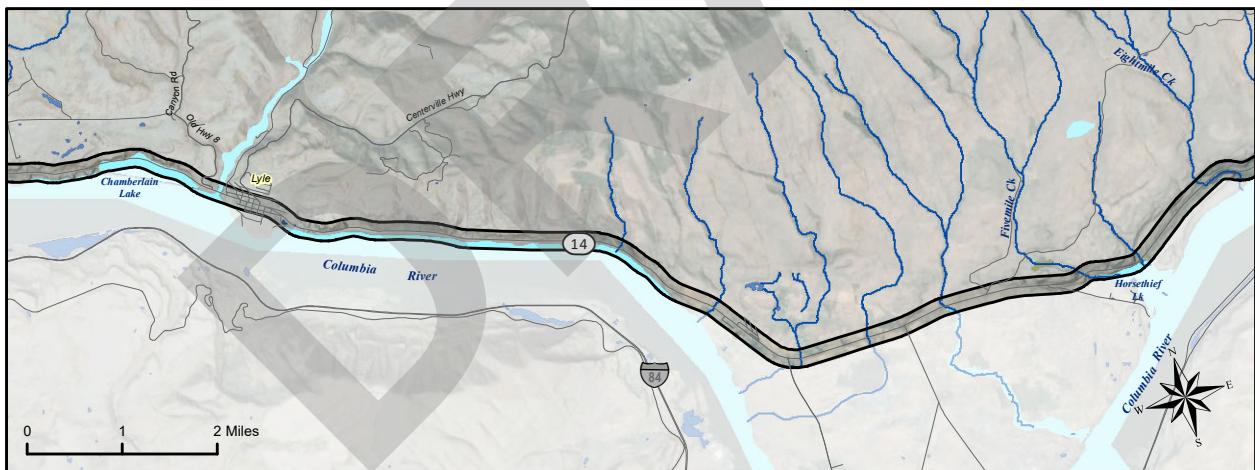 Eightmile Ck
Canyon Rd
Old Hwy 8
Centerville Hwy
Chamberlain
Lake
Lyle
Fivemile Ck
14
Columbia
River
Horsethief
Lk
84
Columbia River
N
E
W
S
0 1 2 Miles